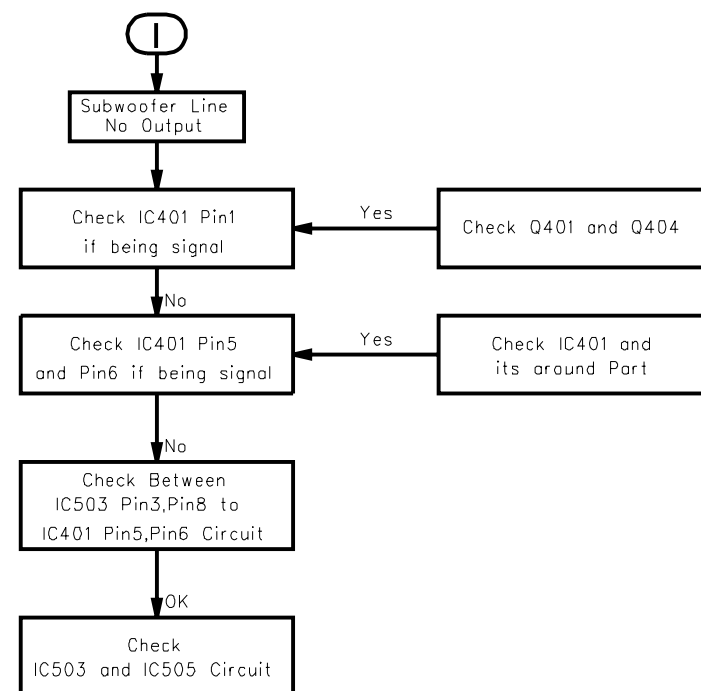 I
Subwoofer Line
No Output
Check IC401 Pin1
if being signal
Yes
Check Q401 and Q404
No
Check IC401 Pin5
and Pin6 if being signal
Yes
Check IC401 and
its around Part
No
Check Between
IC503 Pin3,Pin8 to
IC401 Pin5,Pin6 Circuit
OK
Check
IC503 and IC505 Circuit